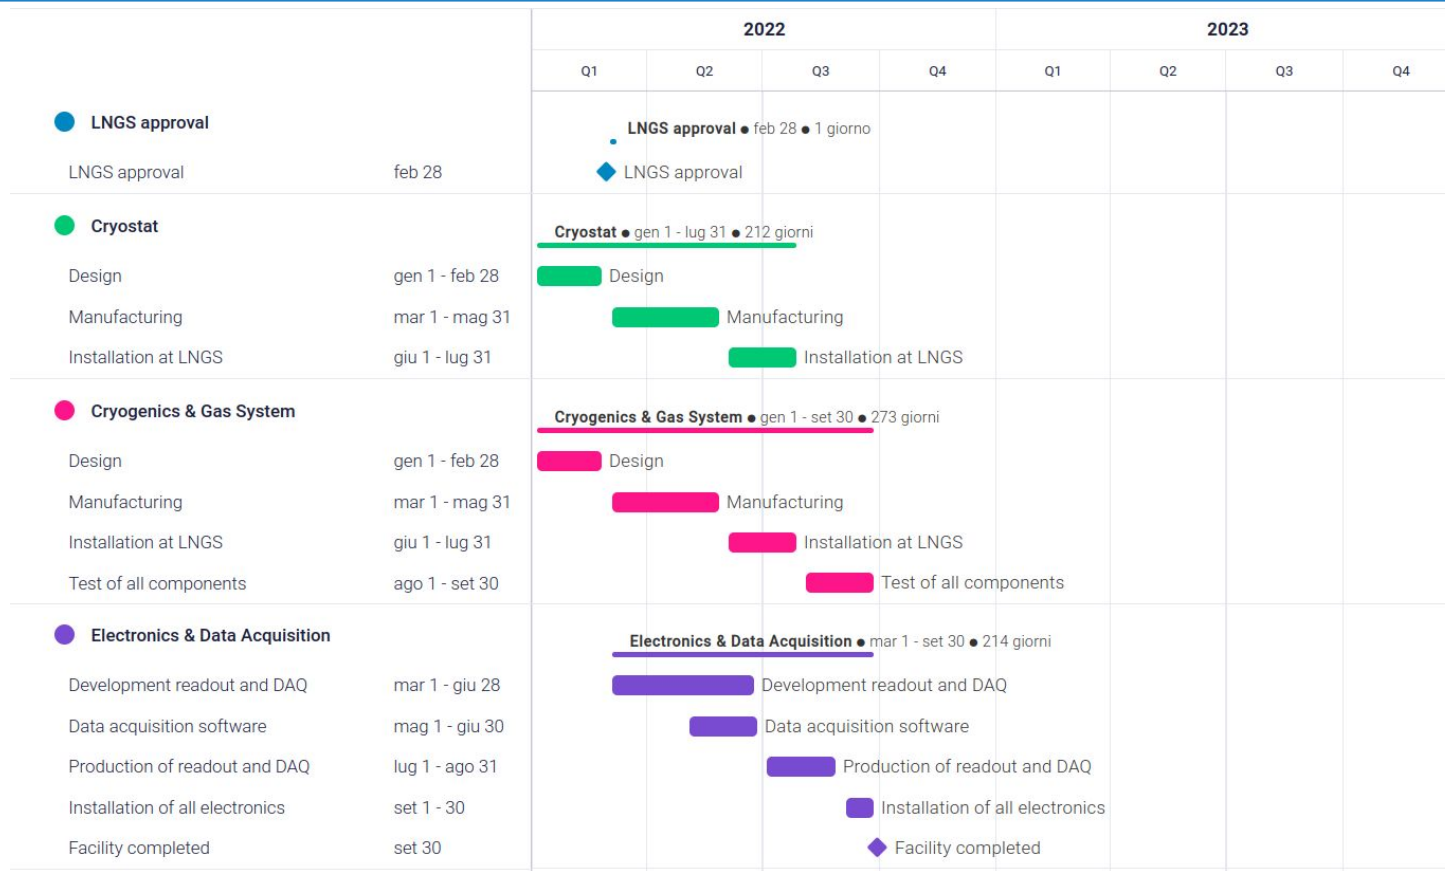 2022 2023
Q1 Q2 Q3 Q4 Q1 Q2 Q3 Q4
LNGS approval
LNGS approval ● feb 28 ● 1 giorno
LNGS approval feb 28 LNGS approval
Cryostat
Cryostat ● gen 1 - lug 31 ● 212 giorni
Design gen 1 - feb 28 Design
Manufacturing mar 1 - mag 31 Manufacturing
Installation at LNGS giu 1 - lug 31 Installation at LNGS
Cryogenics & Gas System
Cryogenics & Gas System ● gen 1 - set 30 ● 273 giorni
Design gen 1 - feb 28 Design
Manufacturing mar 1 - mag 31 Manufacturing
Installation at LNGS giu 1 - lug 31 Installation at LNGS
Test of all components ago 1 - set 30 Test of all components
Electronics & Data Acquisition
Electronics & Data Acquisition ● mar 1 - set 30 ● 214 giorni
Development readout and DAQ mar 1 - giu 28 Development readout and DAQ
Data acquisition software mag 1 - giu 30 Data acquisition software
Production of readout and DAQ lug 1 - ago 31 Production of readout and DAQ
Installation of all electronics set 1 - 30 Installation of all electronics
Facility completed set 30 Facility completed